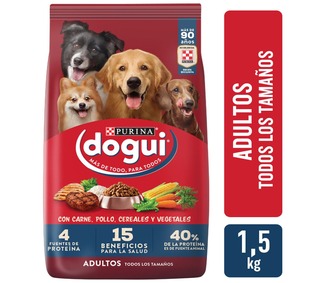 MÁS DE
90
AÑOS
PURINA
dogui
MÁS DE TODO, PARA TODOS
CON CARNE, POLLO, CEREALES Y VEGETALES
4
FUENTES DE
PROTEÍNA
15
BENEFICIOS
PARA LA SALUD
40%
DE LA PROTEÍNA
ES DE FUENTE ANIMAL
ADULTOS TODOS LOS TAMAÑOS
ADULTOS
TODOS LOS TAMAÑOS
1,5
kg